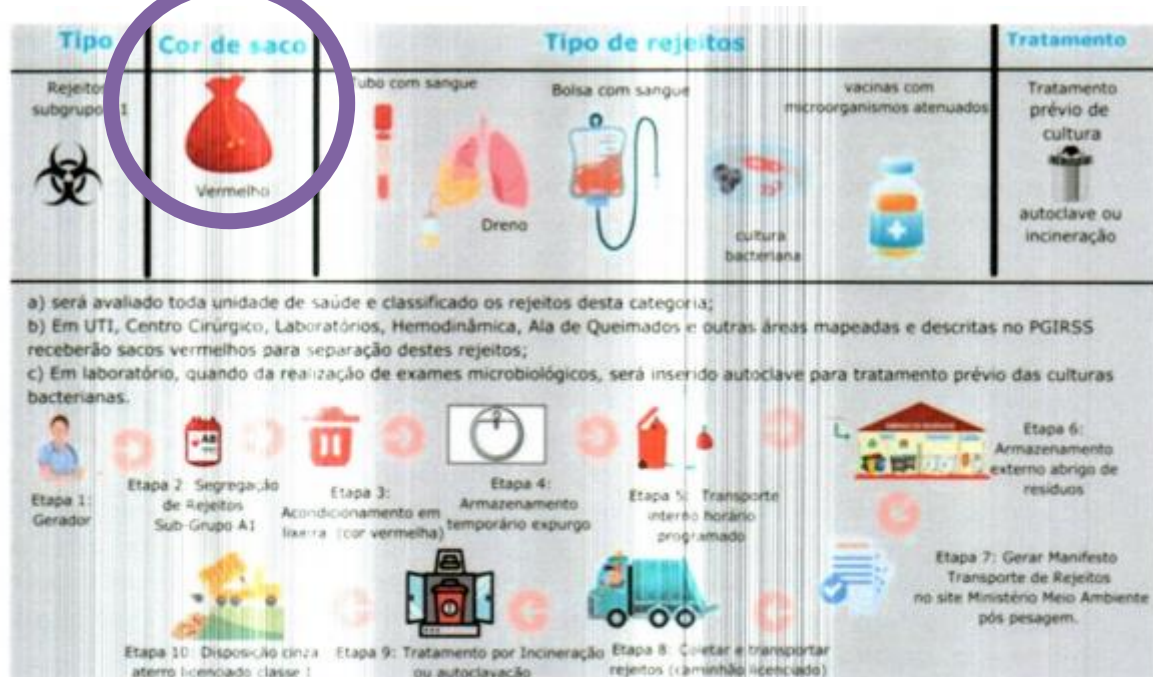 Tipo
Cor de saco
Tipo de rejeitos
Tratamento
Rejeitos
subgrupo 1
Vermelho
Tubo com sangue
Dreno
Bolsa com sangue
cultura
bacteriana
vacinas com
microorganismos atenuados
Tratamento
prévio de
cultura
autoclave ou
incineração
a) será avaliado toda unidade de saúde e classificado os rejeitos desta categoria;
b) Em UTI, Centro Cirúrgico, Laboratórios, Hemodinâmica, Ala de Queimados e outras áreas mapeadas e descritas no PGIRSS
receberão sacos vermelhos para separação destes rejeitos;
c) Em laboratório, quando da realização de exames microbiológicos, será inserido autoclave para tratamento prévio das culturas
bacterianas.
Etapa 1:
Gerador
AB
Etapa 2: Segregação
de Rejeitos
Sub-Grupo A1
Etapa 3:
Acondicionamento em
lixeira (cor vermelha)
Etapa 4:
Armazenamento
temporário expurgo
Etapa 5: Transporte
interno horário
programado
Etapa 6:
Armazenamento
externo abrigo de
resíduos
Etapa 7: Gerar Manifesto
Transporte de Rejeitos
no site Ministério Meio Ambiente
pós pesagem.
Etapa 8: Coletar e transportar
rejeitos (caminhão licenciado)
Etapa 9: Tratamento por Incineração
ou autoclavação
Etapa 10: Disposição cinza
aterro licenciado classe I